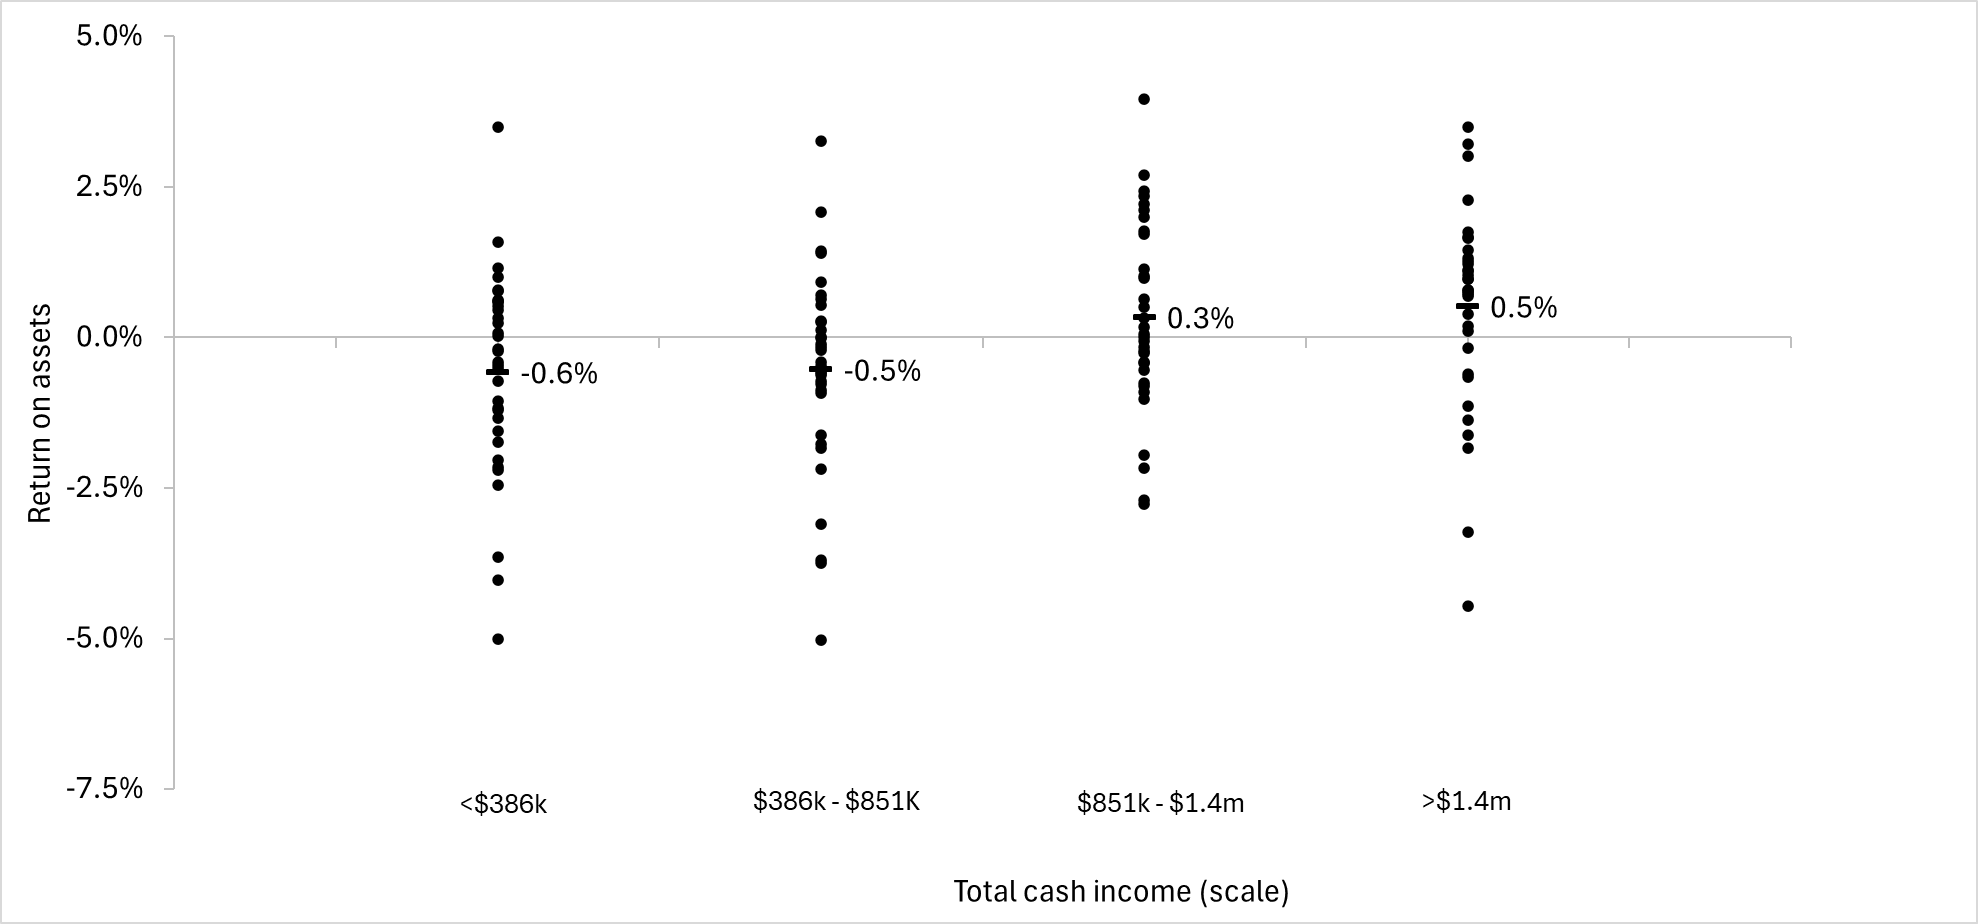 5.0%
2.5%
0.0%
-2.5%
-5.0%
-7.5%
Return on assets
-0.6%
-0.5%
0.3%
0.5%
<$386k
$386k - $851K
$851k - $1.4m
>$1.4m
Total cash income (scale)